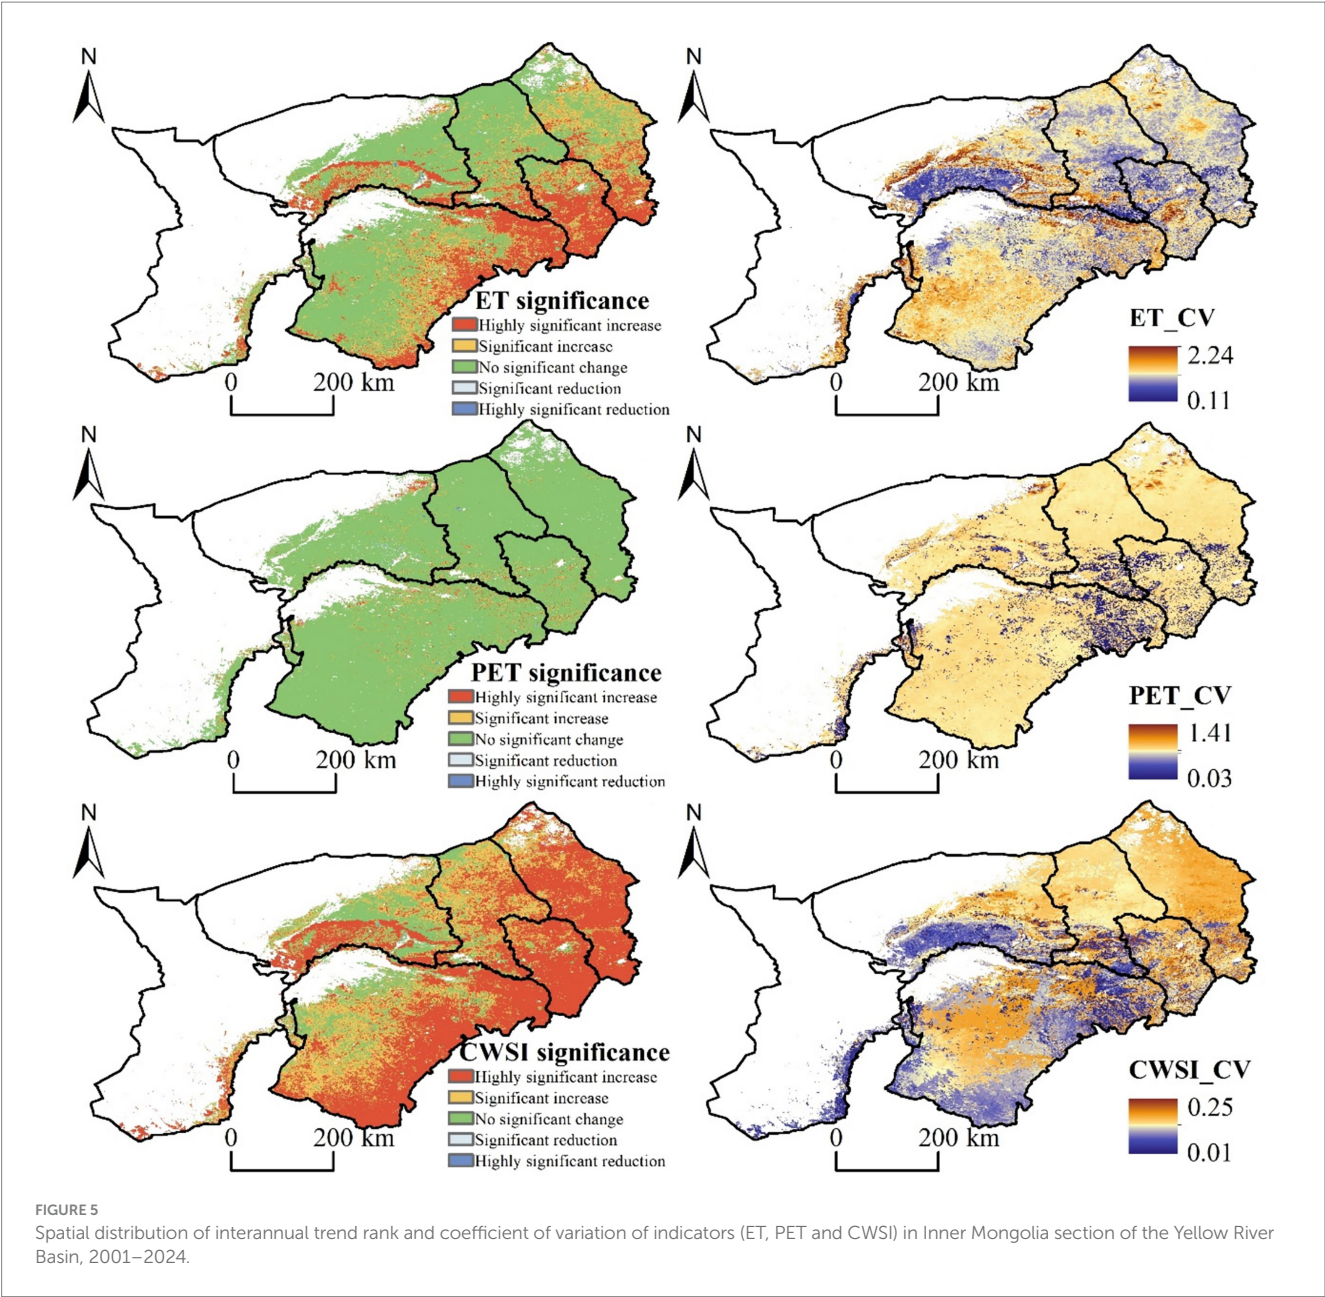 N
N
ET significance
Highly significant increase
Significant increase
No significant change
Significant reduction
Highly significant reduction
0 200 km
ET_CV
2.24
0.11
0 200 km
N
N
PET significance
Highly significant increase
Significant increase
No significant change
Significant reduction
Highly significant reduction
0 200 km
PET_CV
1.41
0.03
0 200 km
N
N
CWSI significance
Highly significant increase
Significant increase
No significant change
Significant reduction
Highly significant reduction
0 200 km
CWSI_CV
0.25
0.01
0 200 km
FIGURE 5
Spatial distribution of interannual trend rank and coefficient of variation of indicators (ET, PET and CWSI) in Inner Mongolia section of the Yellow River
Basin, 2001–2024.